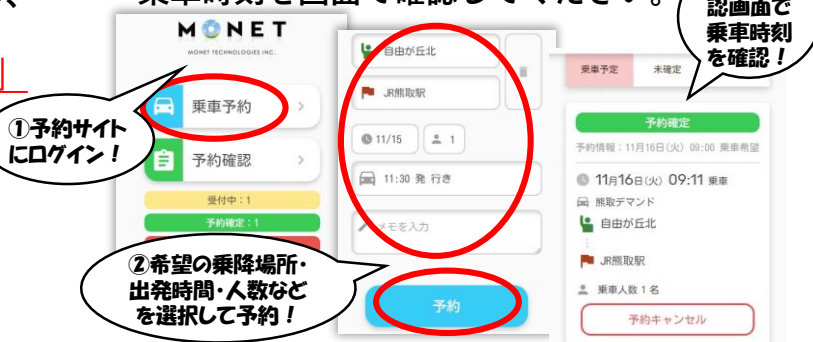 乗車時刻を画面で確認してください。
認画面で
乗車時刻
を確認！
①予約サイト
にログイン！
MONET
MONET TECHNOLOGIES INC.
乗車予約
予約確認
受付中：1
予約確定：1
自由が丘北
JR熊取駅
11/15
1
11:30 発 行き
メモを入力
予約
②希望の乗降場所・
出発時間・人数など
を選択して予約！
乗車予定 未確定
予約確定
予約情報：11月16日(火) 09:00 乗車希望
11月16日(火) 09:11 乗車
熊取デマンド
自由が丘北
JR熊取駅
乗車人数 1 名
予約キャンセル